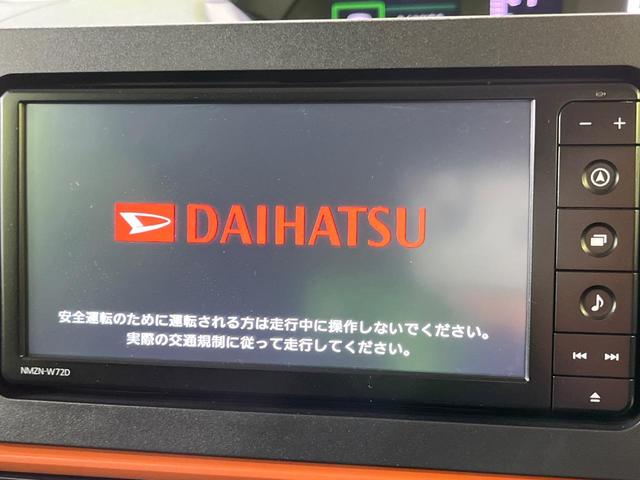 DAIHATSU
安全運転のために運転される方は走行中に操作しないでください。
実際の交通規制に従って走行してください。
NMZN-W72D